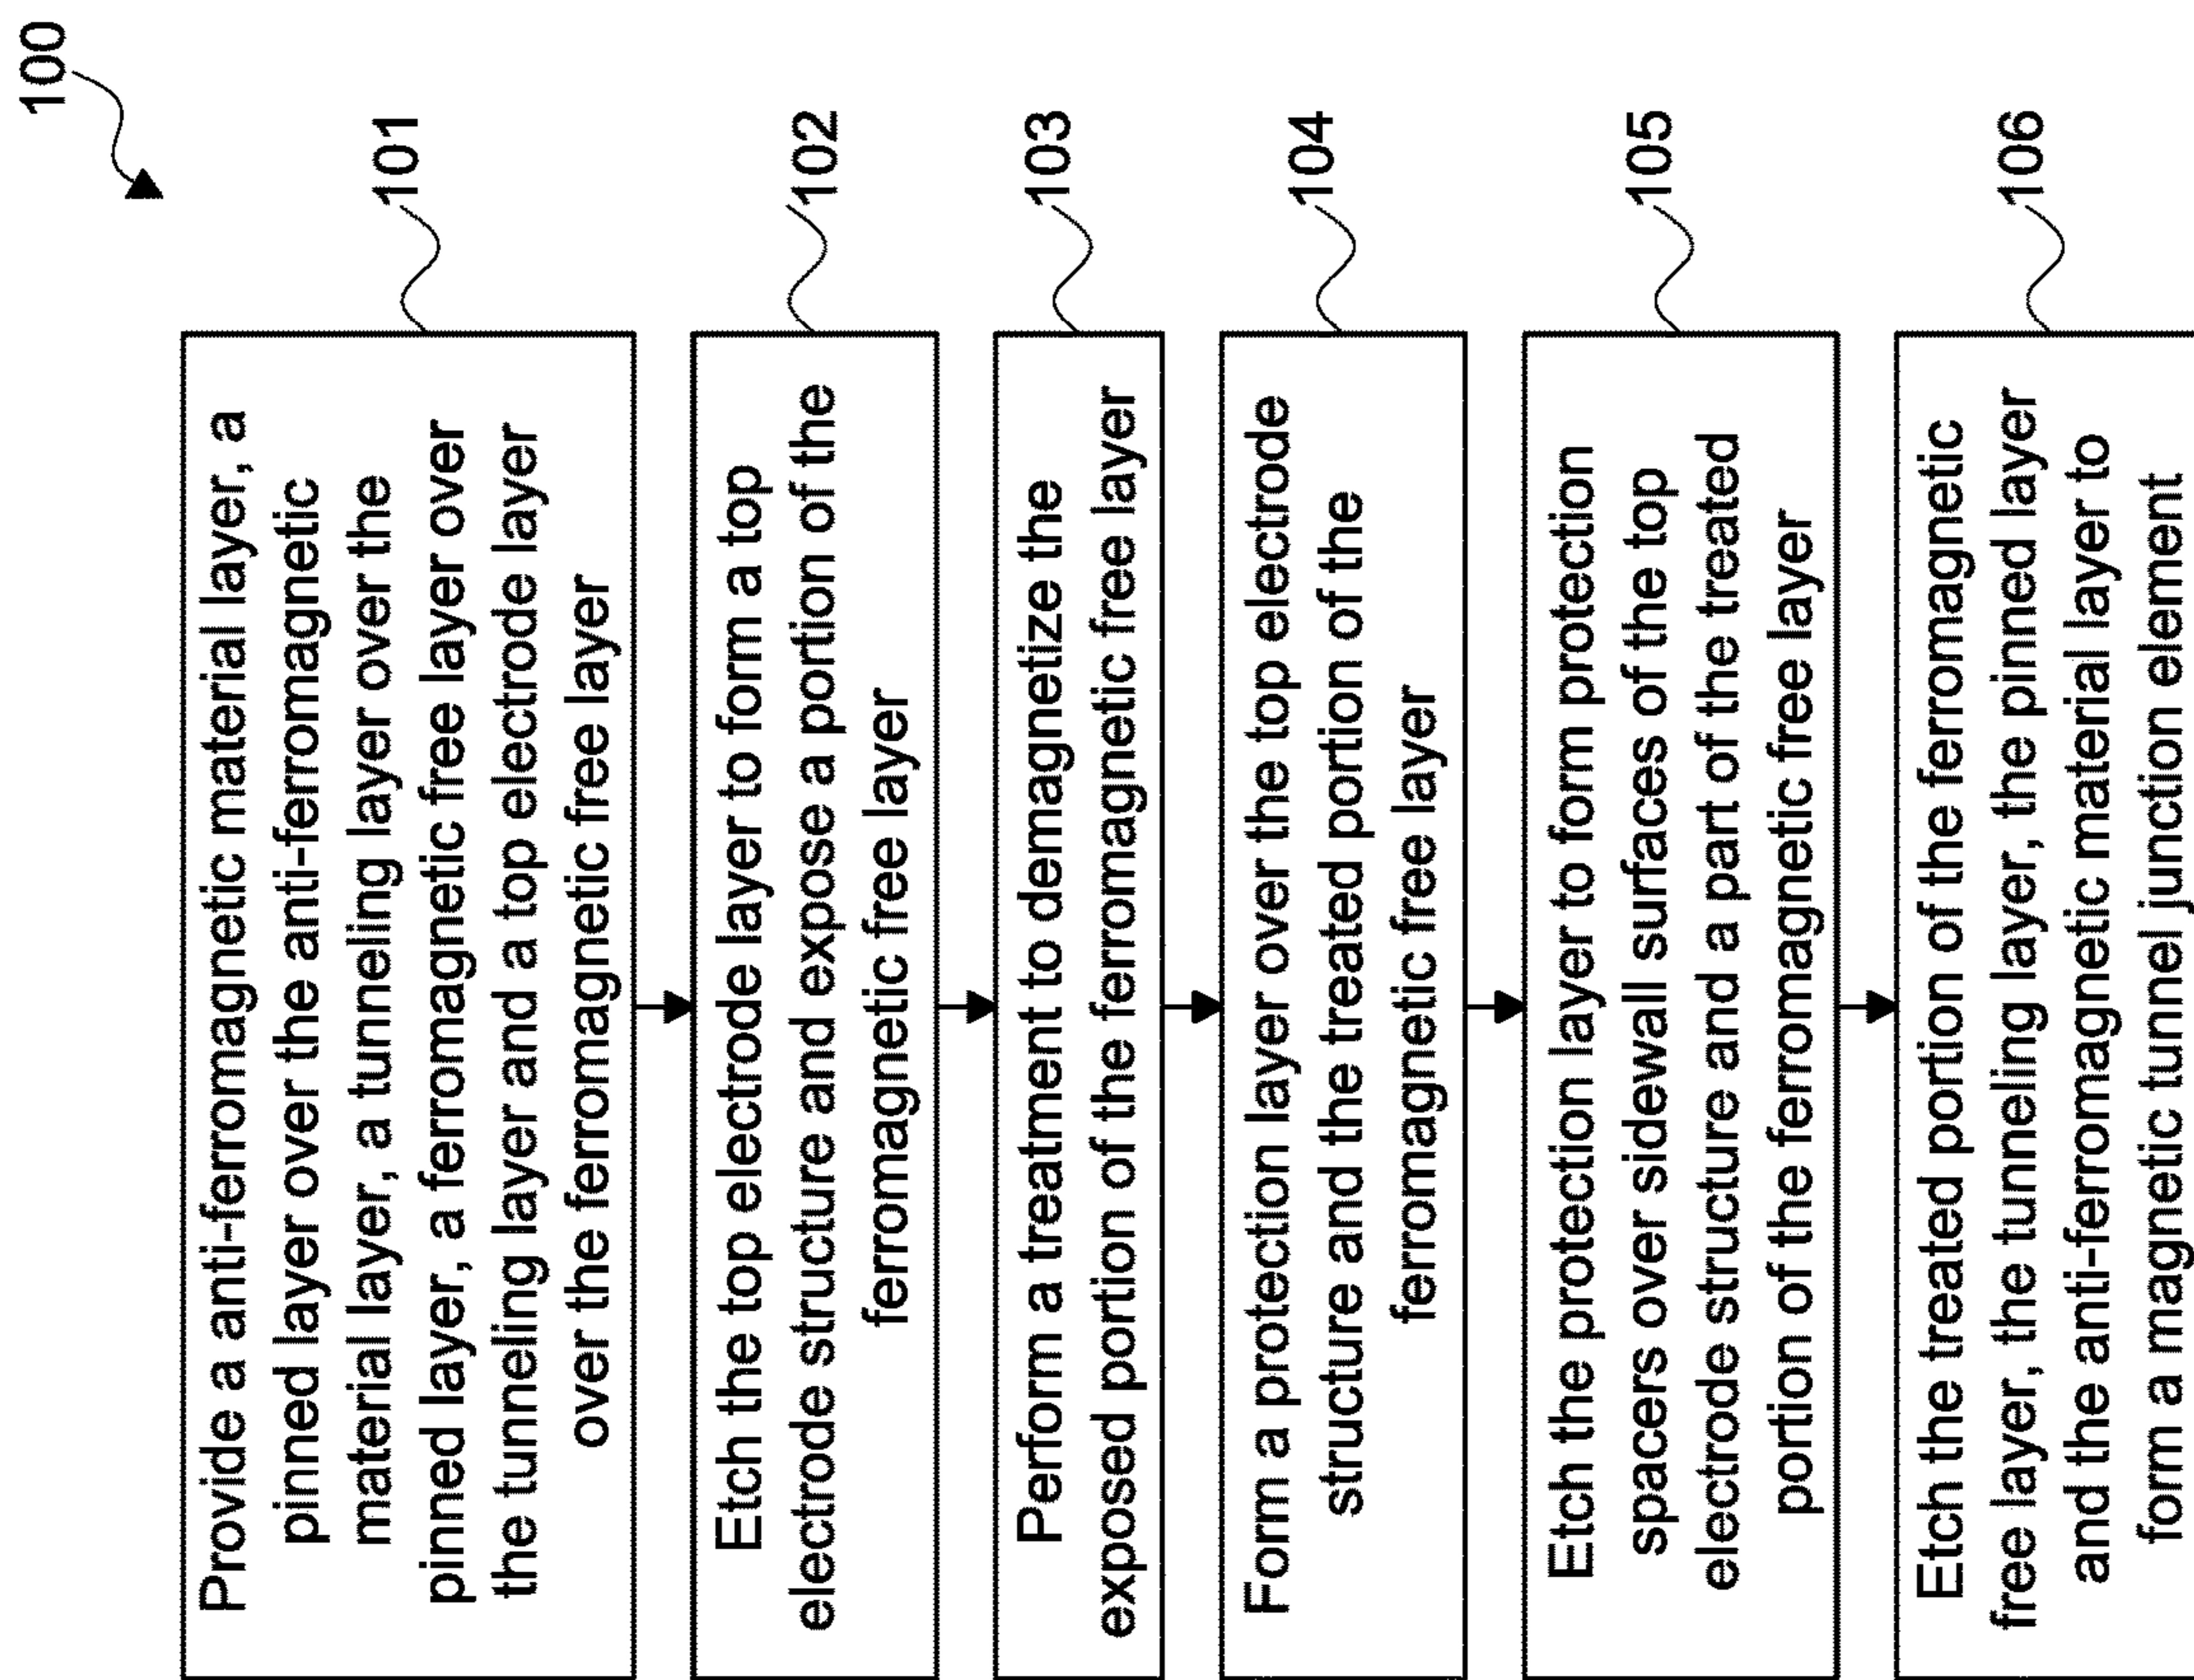 100
Provide a anti-ferromagnetic material layer, a
pinned layer over the anti-ferromagnetic
material layer, a tunneling layer over the
pinned layer, a ferromagnetic free layer over
the tunneling layer and a top electrode layer
over the ferromagnetic free layer
101
Etch the top electrode layer to form a top
electrode structure and expose a portion of the
ferromagnetic free layer
102
Perform a treatment to demagnetize the
exposed portion of the ferromagnetic free layer
103
Form a protection layer over the top electrode
structure and the treated portion of the
ferromagnetic free layer
104
Etch the protection layer to form protection
spacers over sidewall surfaces of the top
electrode structure and a part of the treated
portion of the ferromagnetic free layer
105
Etch the treated portion of the ferromagnetic
free layer, the tunneling layer, the pinned layer
and the anti-ferromagnetic material layer to
form a magnetic tunnel junction element
106